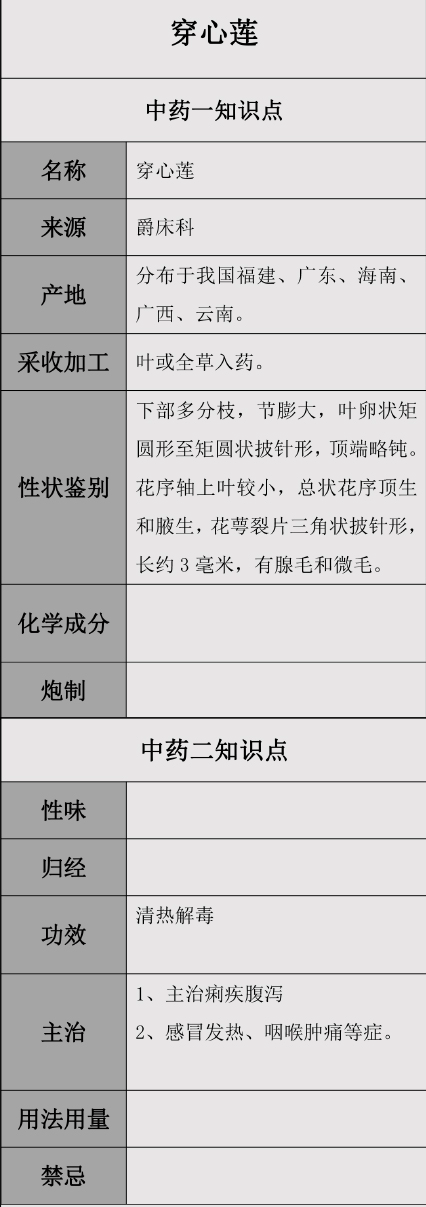 穿心莲
中药一知识点
名称 穿心莲
来源 爵床科
产地 分布于我国福建、广东、海南、
广西、云南。
采收加工 叶或全草入药。
性状鉴别 下部多分枝，节膨大，叶卵状矩
圆形至矩圆状披针形，顶端略钝。
花序轴上叶较小，总状花序顶生
和腋生，花萼裂片三角状披针形，
长约 3 毫米，有腺毛和微毛。
化学成分
炮制
中药二知识点
性味
归经
功效 清热解毒
主治 1、主治痢疾腹泻
2、感冒发热、咽喉肿痛等症。
用法用量
禁忌